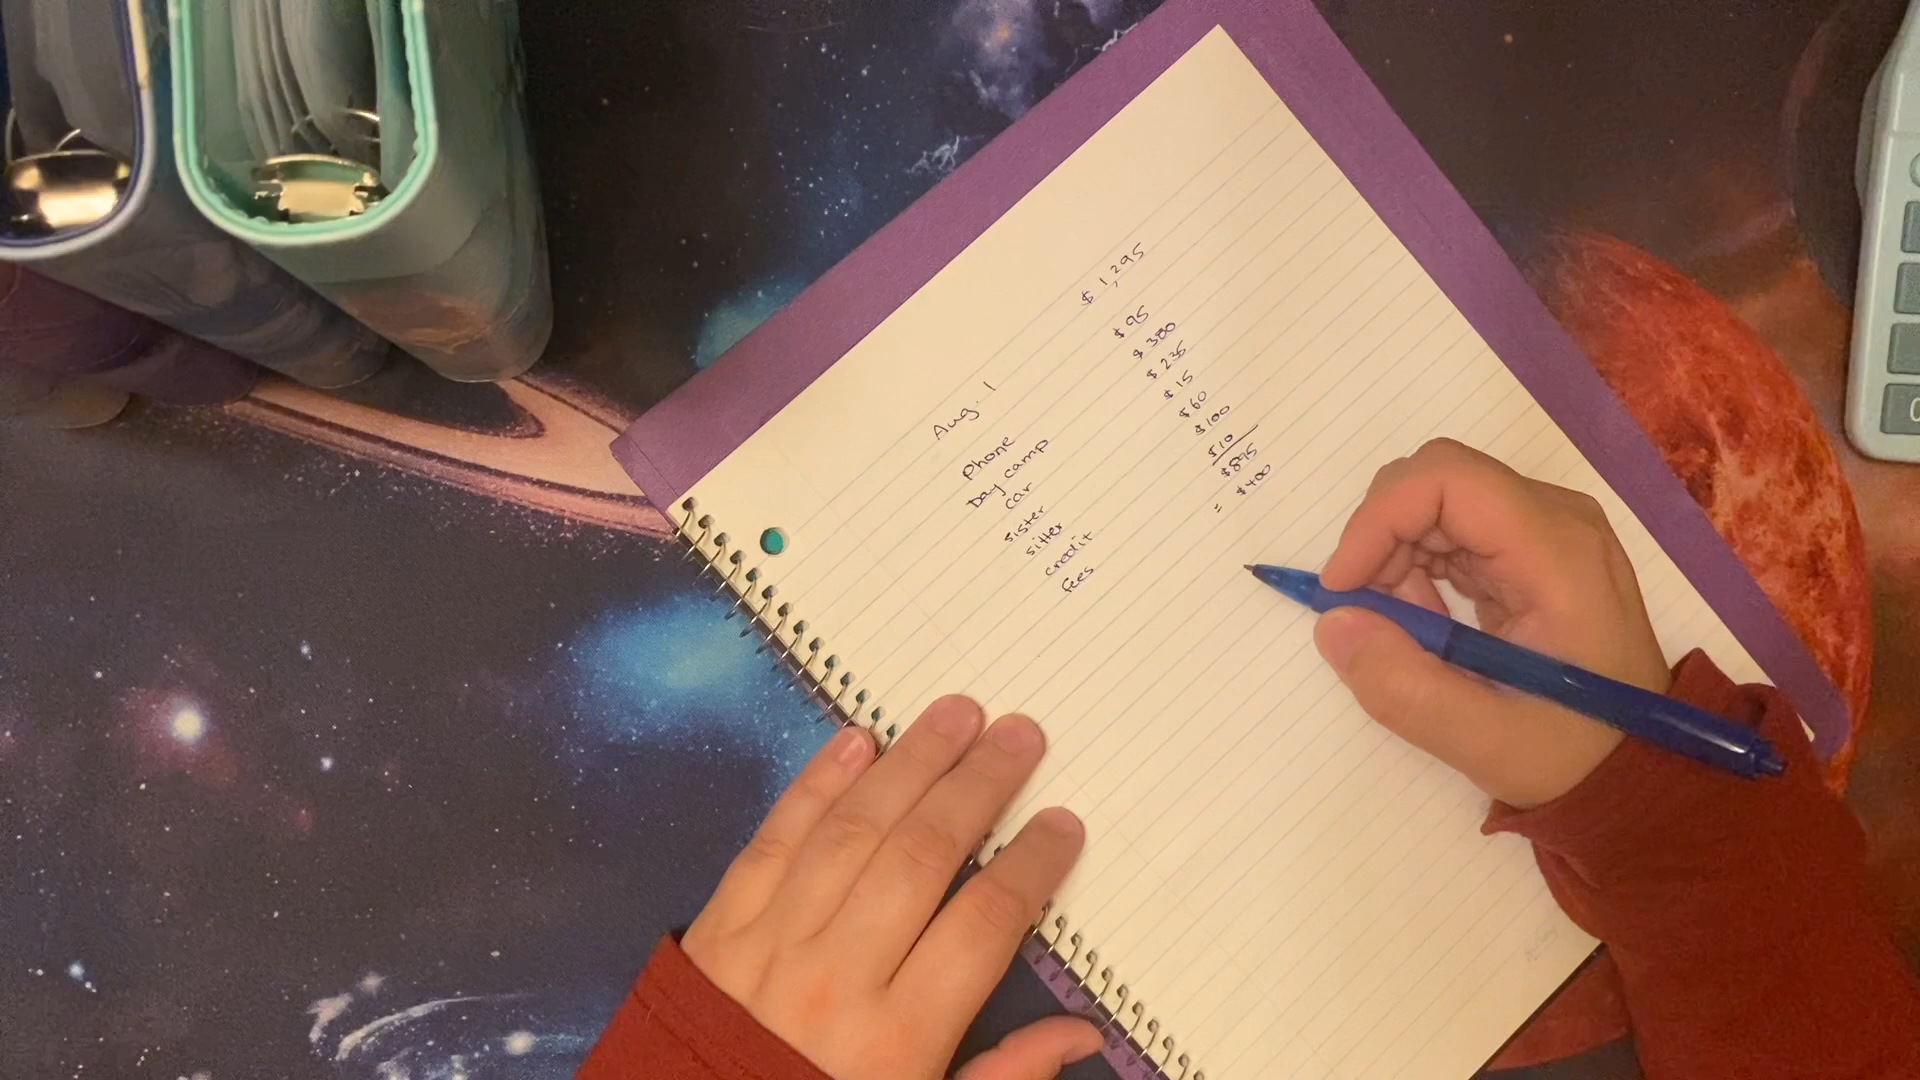 Aug. 1 $ 1,295
Phone $ 95
Day camp $ 380
car $ 235
sister $ 15
sitter $ 60
credit $ 100
fees $10
$895
= $400